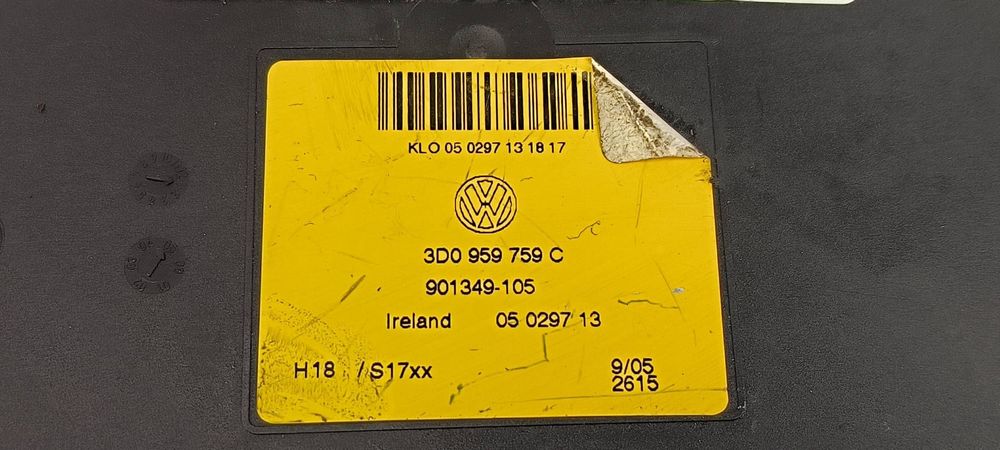 KLO 05 0297 13 18 17
3D0 959 759 C
901349-105
Ireland 05 0297 13
H18 / S17xx 9/05
2615